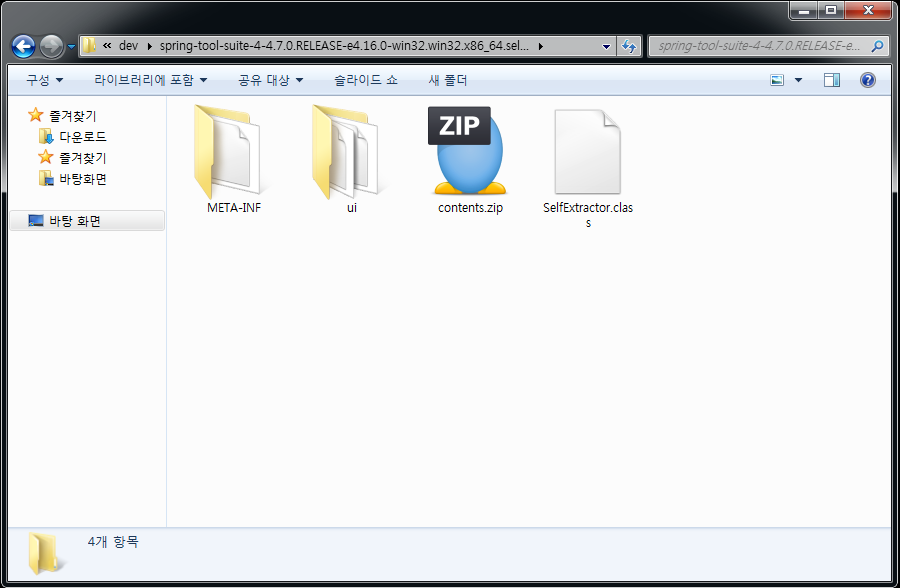 « dev ▸ spring-tool-suite-4-4.7.0.RELEASE-e4.16.0-win32.win32.x86_64.sel... ▸
spring-tool-suite-4-4.7.0.RELEASE-e...
구성 라이브러리에 포함 공유 대상 슬라이드 쇼 새 폴더
즐겨찾기
다운로드
즐겨찾기
바탕화면
바탕 화면
META-INF
ui
ZIP
contents.zip
SelfExtractor.clas
s
4개 항목